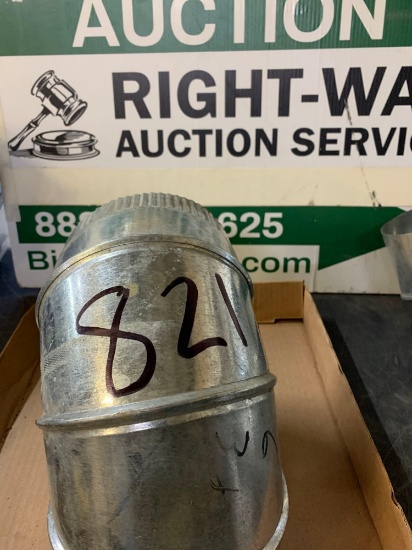 AUCTION
RIGHT-WA
AUCTION SERVIC
88 625
Bi .com
821